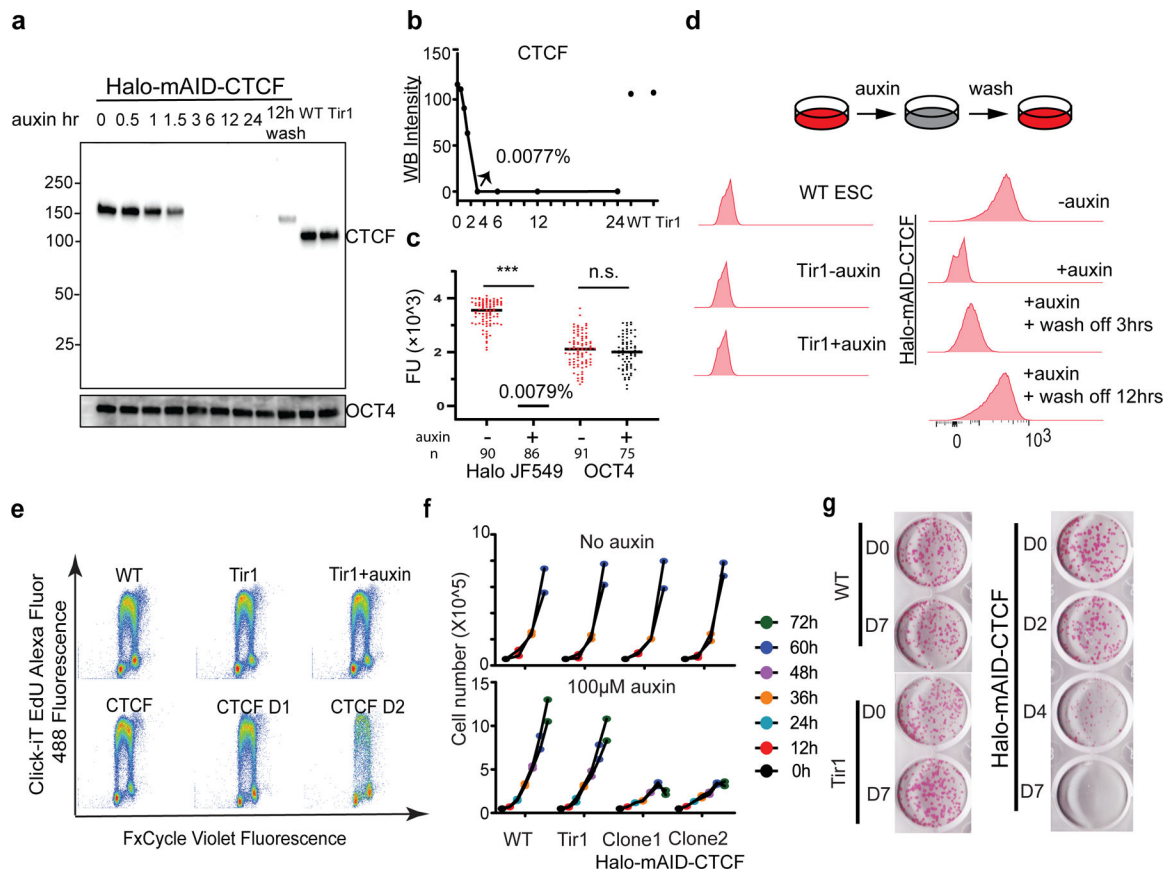 a
Halo-mAID-CTCF
auxin hr 0 0.5 1 1.5 3 6 12 24 12h wash WT Tir1
250
150
100
50
25
CTCF
OCT4
b
CTCF
WB Intensity
150
100
50
0
0.0077%
0 2 4 6 12 24 WT Tir1
c
FU (×10^3)
4
2
0
***
n.s.
0.0079%
auxin - + - +
n 90 86 91 75
Halo JF549 OCT4
d
auxin wash
WT ESC
Tir1-auxin
Tir1+auxin
Halo-mAID-CTCF
-auxin
+auxin
+auxin
+ wash off 3hrs
+auxin
+ wash off 12hrs
0 10³
e
Click-iT EdU Alexa Fluor
488 Fluorescence
WT Tir1 Tir1+auxin
CTCF CTCF D1 CTCF D2
FxCycle Violet Fluorescence
f
Cell number (X10^5)
No auxin
10
5
0
100µM auxin
15
10
5
0
WT Tir1 Clone1 Clone2
Halo-mAID-CTCF
72h
60h
48h
36h
24h
12h
0h
g
WT
D0
D7
Tir1
D0
D7
Halo-mAID-CTCF
D0
D2
D4
D7